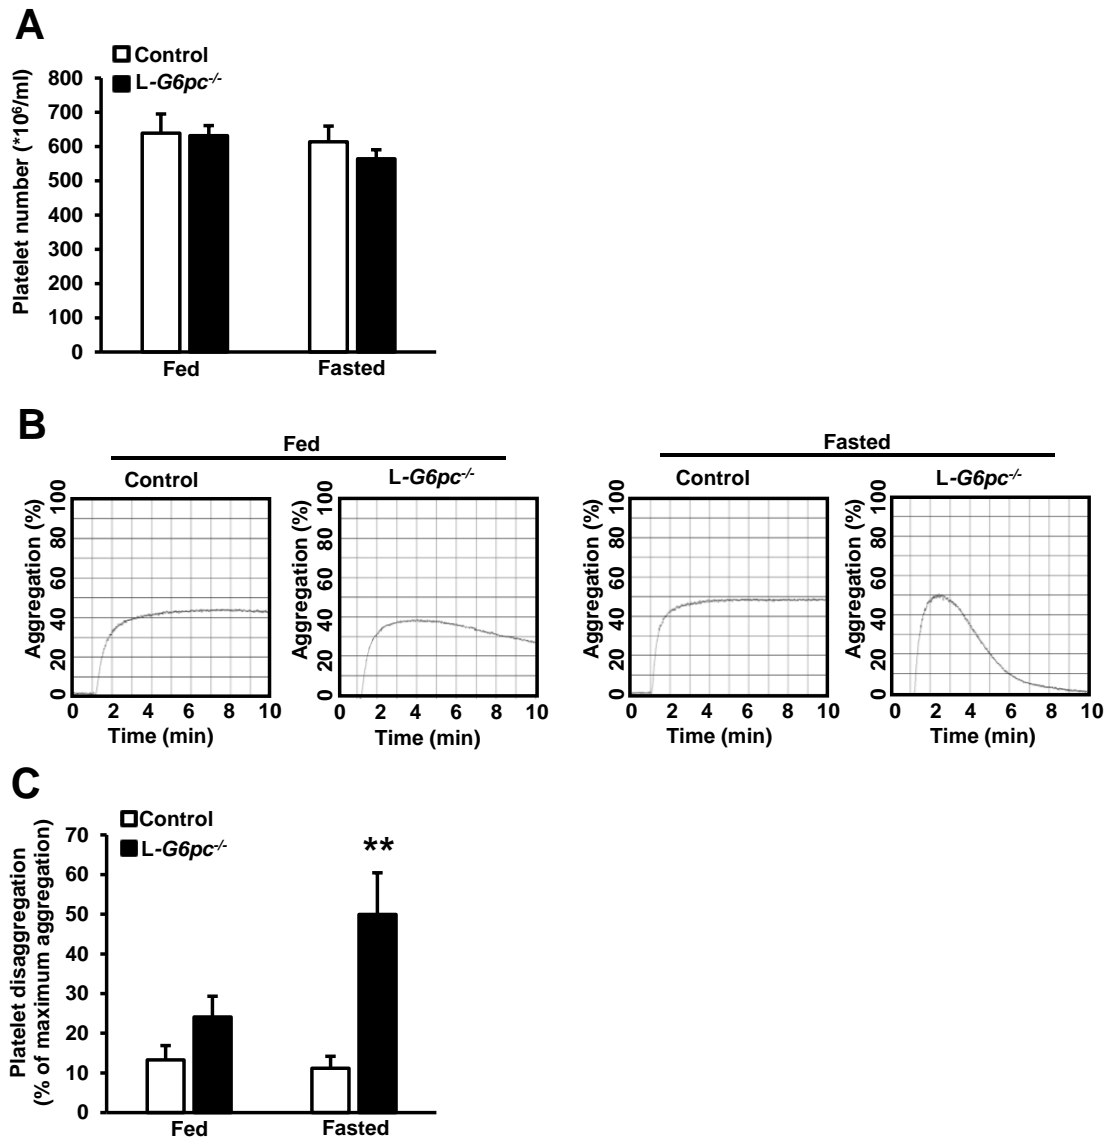 A
Control
L-G6pc-/-
Platelet number (*10⁶/ml)
800
700
600
500
400
300
200
100
0
Fed
Fasted
B
Fed
Fasted
Control
L-G6pc-/-
Control
L-G6pc-/-
Aggregation (%)
100
80
60
40
20
0
0 2 4 6 8 10
Time (min)
Aggregation (%)
100
80
60
40
20
0
0 2 4 6 8 10
Time (min)
Aggregation (%)
100
80
60
40
20
0
0 2 4 6 8 10
Time (min)
Aggregation (%)
100
80
60
40
20
0
0 2 4 6 8 10
Time (min)
C
Control
L-G6pc-/-
Platelet disaggregation
(% of maximum aggregation)
70
60
50
40
30
20
10
0
**
Fed
Fasted